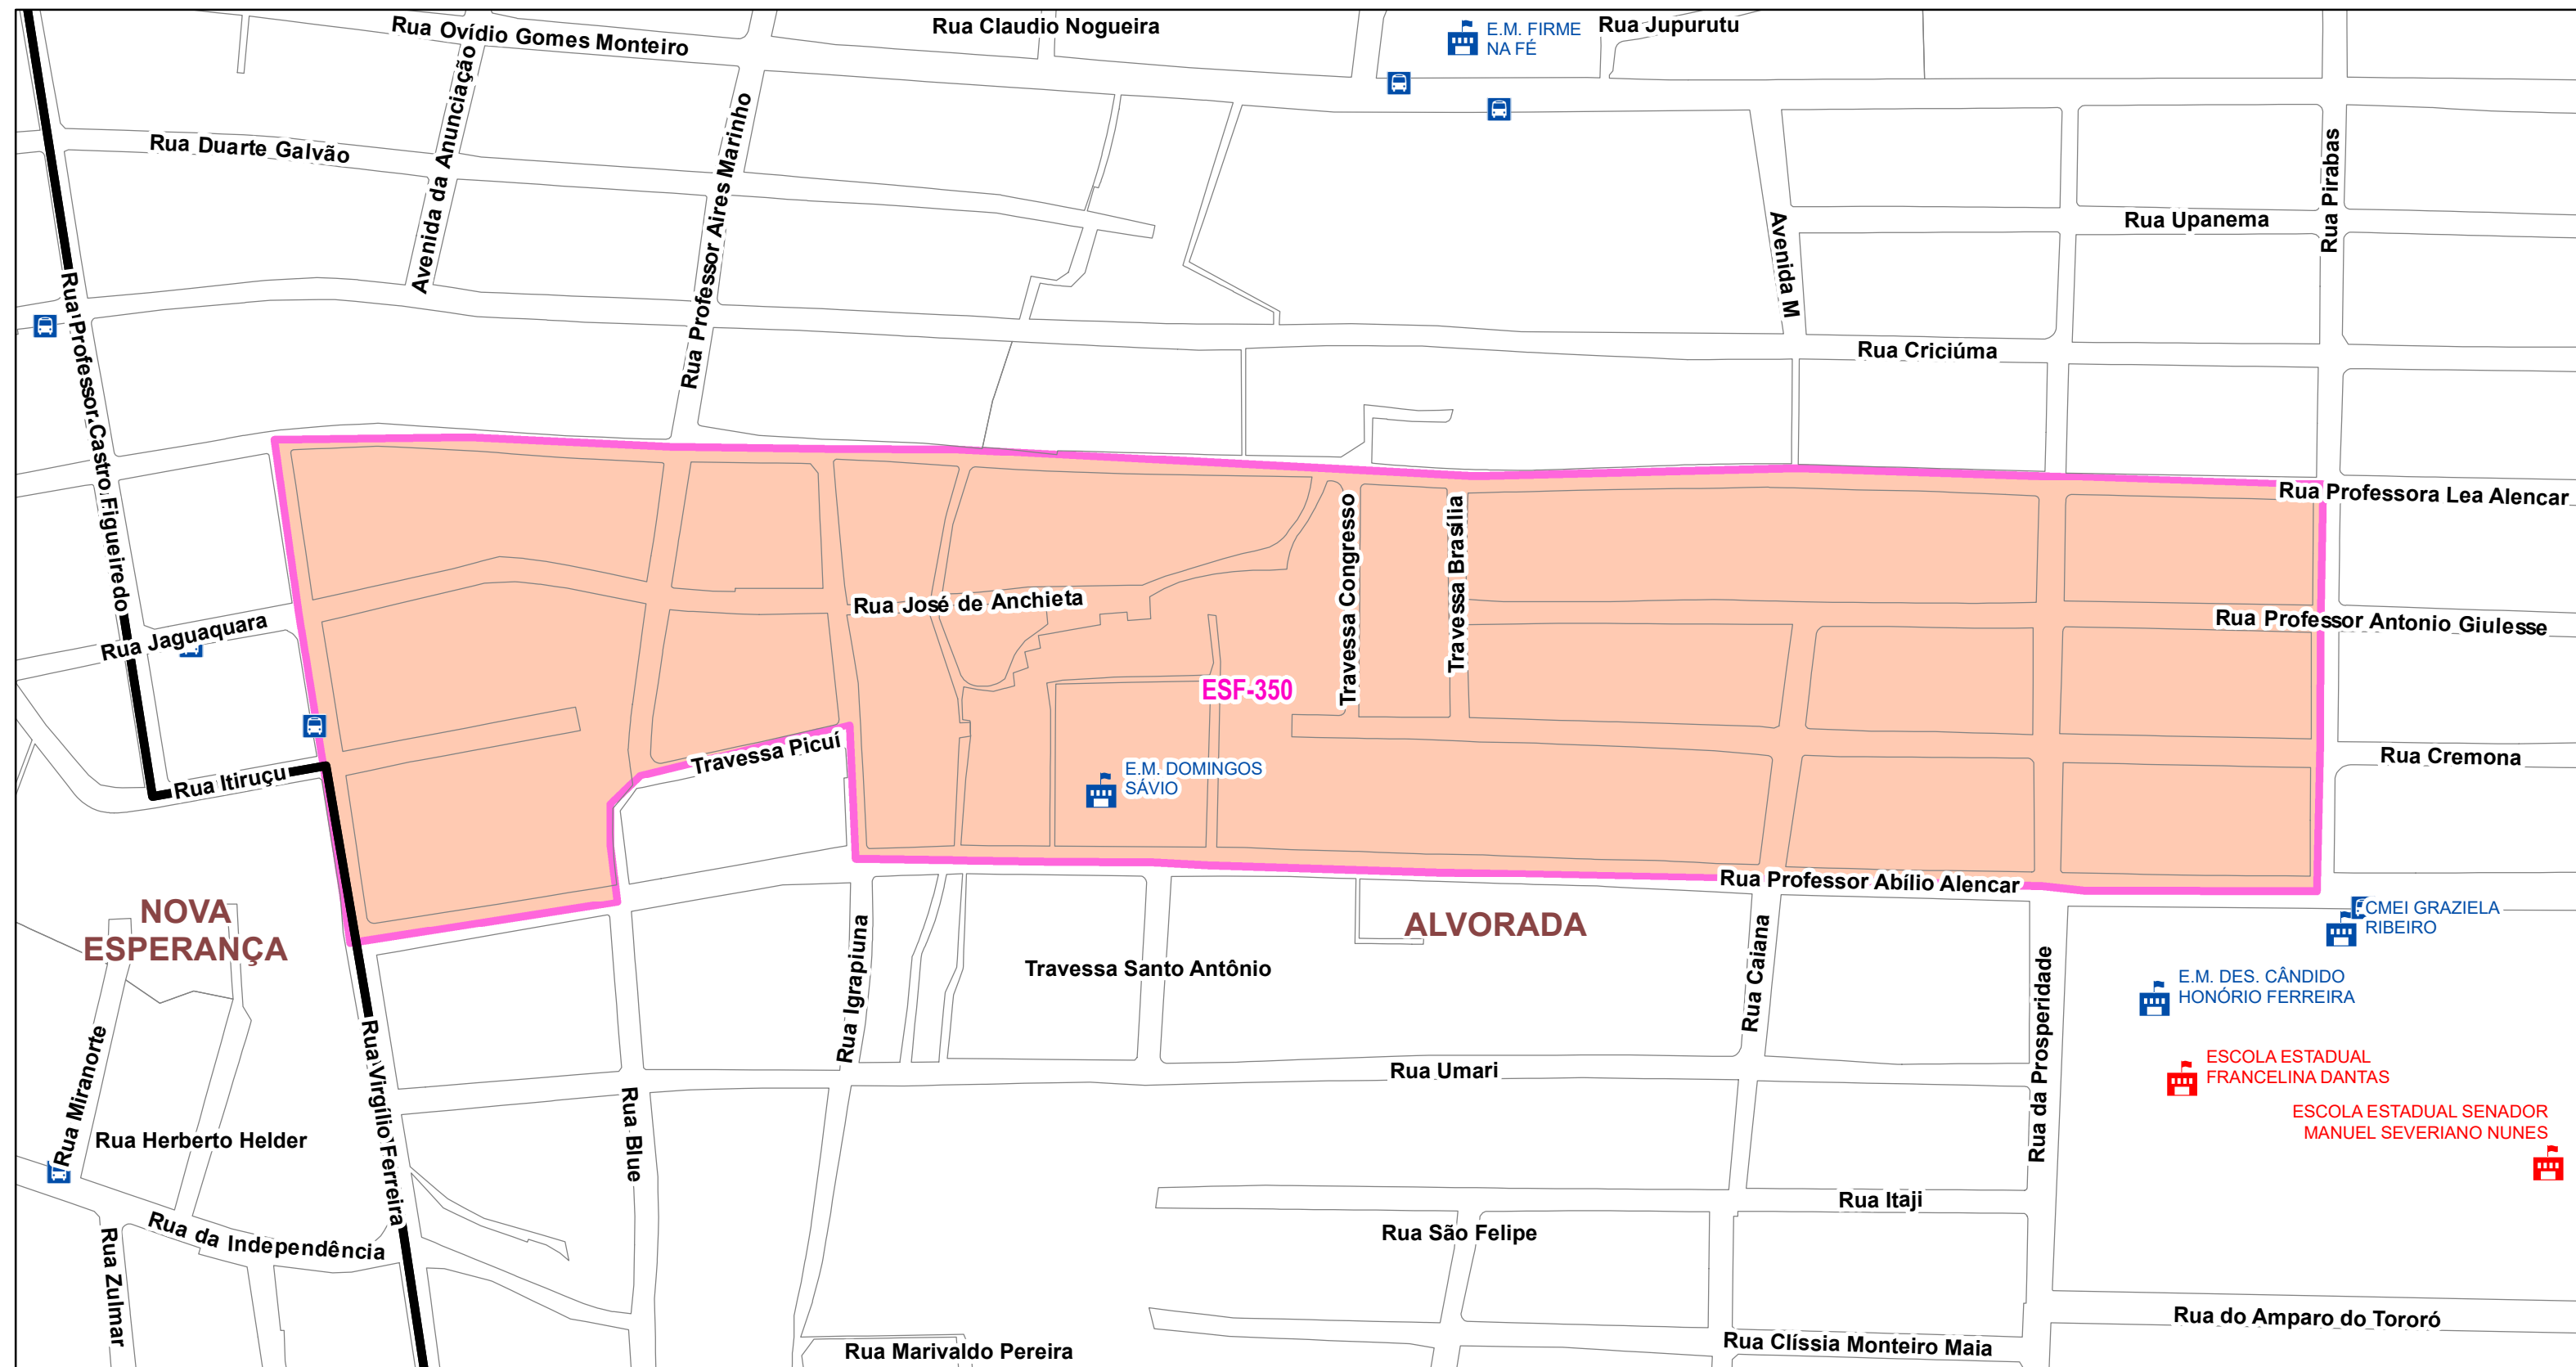 Rua Ovídio Gomes Monteiro
Rua Claudio Nogueira
E.M. FIRME
NA FÉ
Rua Jupurutu
Rua Duarte Galvão
Avenida da Anunciação
Rua Professor Aires Marinho
Avenida M
Rua Upanema
Rua Pirabas
Rua Professor Castro Figueiredo
Rua Criciúma
Rua Professora Lea Alencar
Travessa Congresso
Travessa Brasília
Rua José de Anchieta
Rua Professor Antonio Giulesse
Rua Jaguaquara
ESF-350
Travessa Picuí
Rua Cremona
Rua Itiruçu
E.M. DOMINGOS
SÁVIO
Rua Professor Abílio Alencar
NOVA
ESPERANÇA
ALVORADA
CMEI GRAZIELA
RIBEIRO
Travessa Santo Antônio
Rua Igrapiuna
Rua Caiana
Rua da Prosperidade
E.M. DES. CÂNDIDO
HONÓRIO FERREIRA
Rua Miranorte
Rua Virgílio Ferreira
Rua Umari
ESCOLA ESTADUAL
FRANCELINA DANTAS
ESCOLA ESTADUAL SENADOR
MANUEL SEVERIANO NUNES
Rua Herberto Helder
Rua Blue
Rua Itaji
Rua São Felipe
Rua da Independência
Rua Zulmar
Rua do Amparo do Tororó
Rua Marivaldo Pereira
Rua Clíssia Monteiro Maia